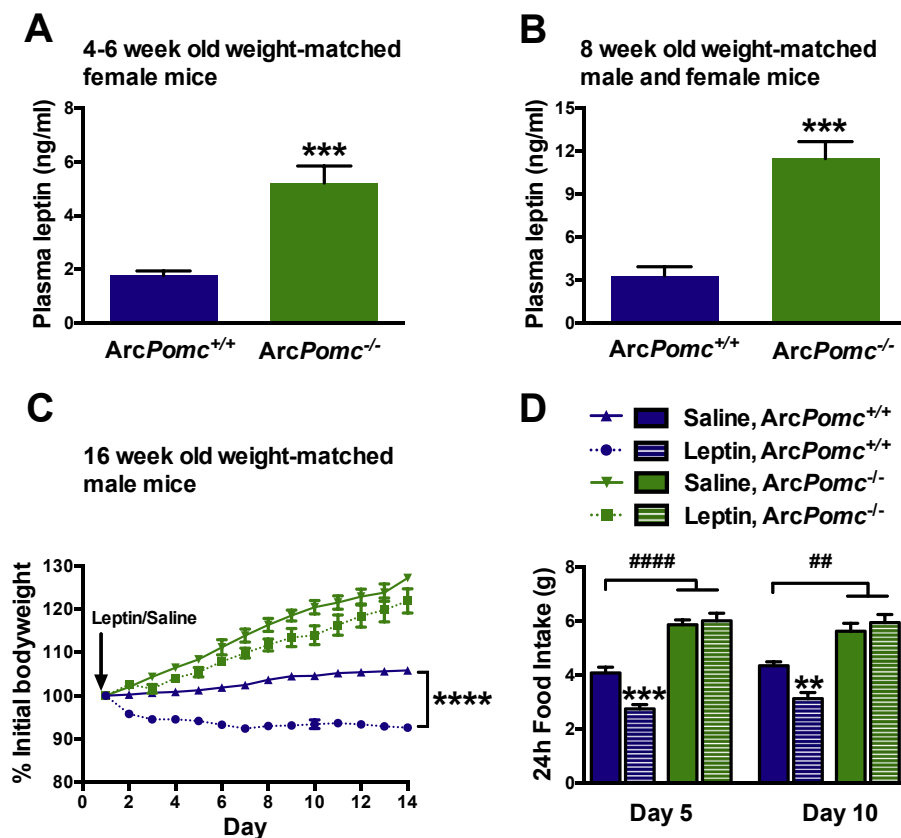 A
4-6 week old weight-matched
female mice
Plasma leptin (ng/ml)
8
6
4
2
0
***
ArcPomc+/+
ArcPomc-/-
B
8 week old weight-matched
male and female mice
Plasma leptin (ng/ml)
15
12
9
6
3
0
***
ArcPomc+/+
ArcPomc-/-
C
16 week old weight-matched
male mice
% Initial bodyweight
130
120
110
100
90
80
Leptin/Saline
****
0 2 4 6 8 10 12 14
Day
D
Saline, ArcPomc+/+
Leptin, ArcPomc+/+
Saline, ArcPomc-/-
Leptin, ArcPomc-/-
24h Food Intake (g)
8
6
4
2
0
####
##
***
**
Day 5
Day 10